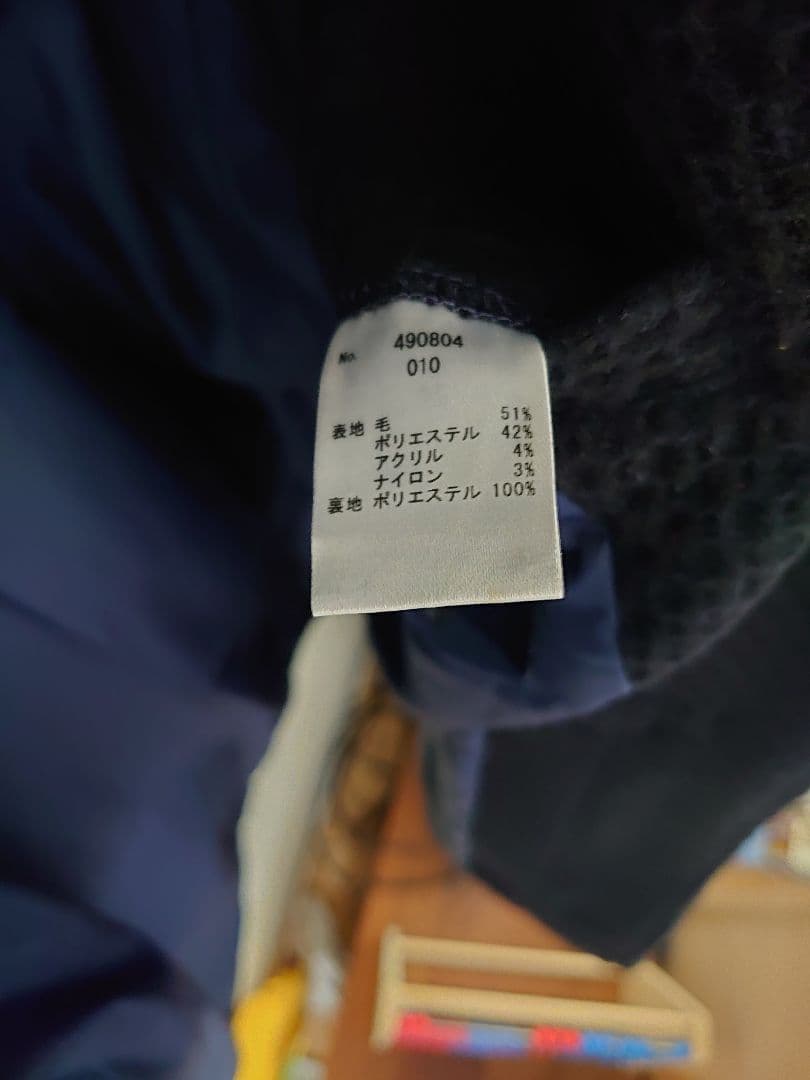 No. 490804
010
表地 毛 51%
ポリエステル 42%
アクリル 4%
ナイロン 3%
裏地 ポリエステル 100%